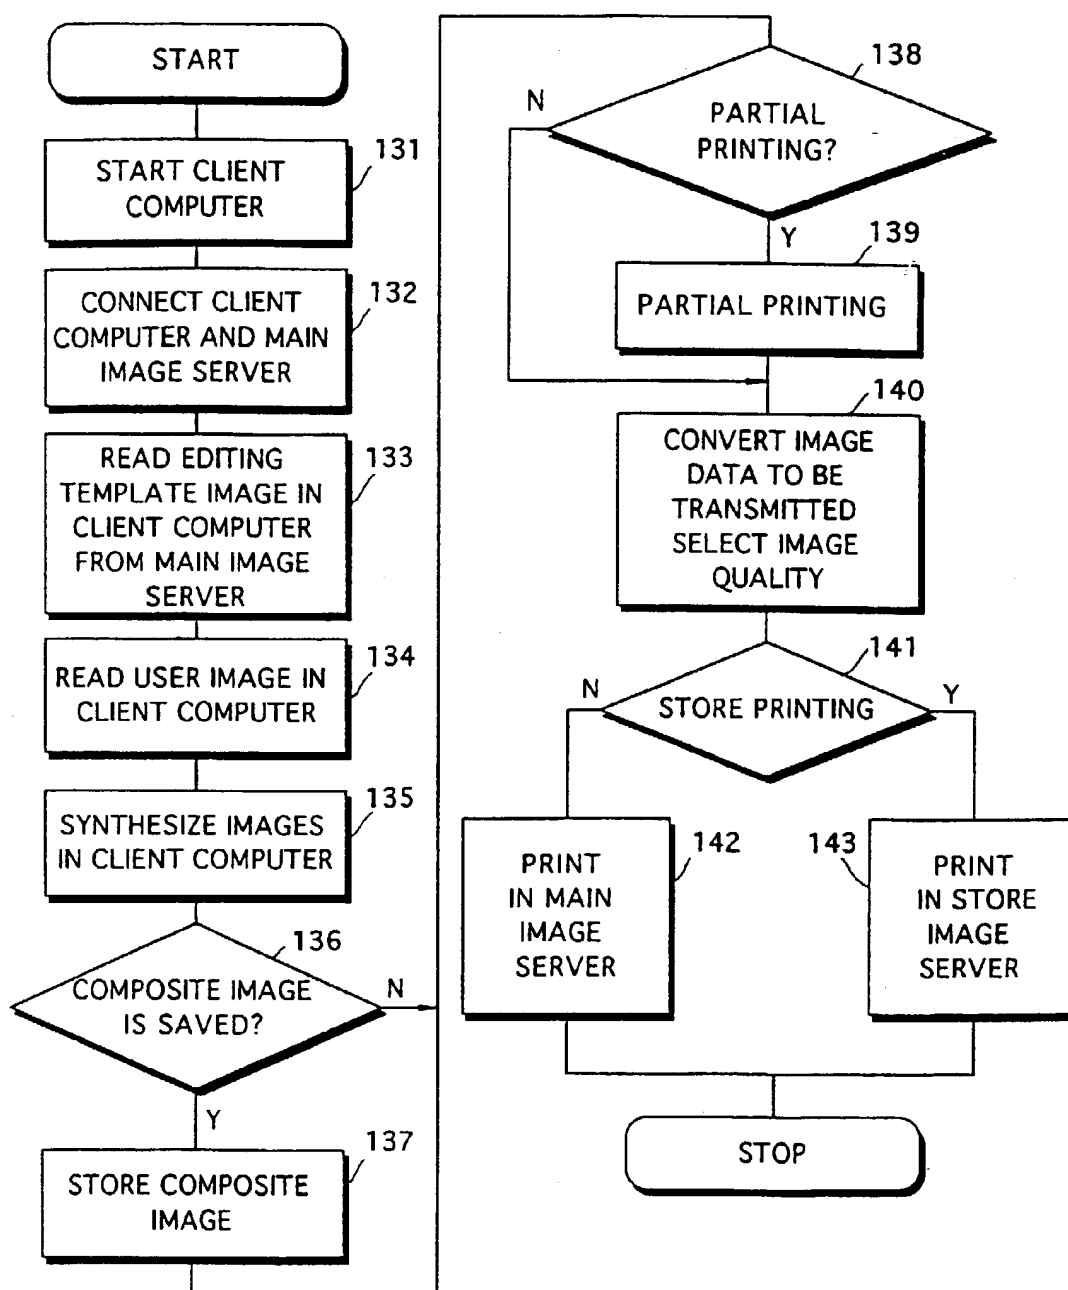 START
131
START CLIENT
COMPUTER
132
CONNECT CLIENT
COMPUTER AND MAIN
IMAGE SERVER
133
READ EDITING
TEMPLATE IMAGE IN
CLIENT COMPUTER
FROM MAIN IMAGE
SERVER
134
READ USER IMAGE IN
CLIENT COMPUTER
135
SYNTHESIZE IMAGES
IN CLIENT COMPUTER
136
COMPOSITE IMAGE
IS SAVED?
N
Y
137
STORE COMPOSITE
IMAGE
138
N
PARTIAL
PRINTING?
Y
139
PARTIAL PRINTING
140
CONVERT IMAGE
DATA TO BE
TRANSMITTED
SELECT IMAGE
QUALITY
141
N
STORE PRINTING
Y
142
PRINT
IN MAIN
IMAGE
SERVER
143
PRINT
IN STORE
IMAGE
SERVER
STOP